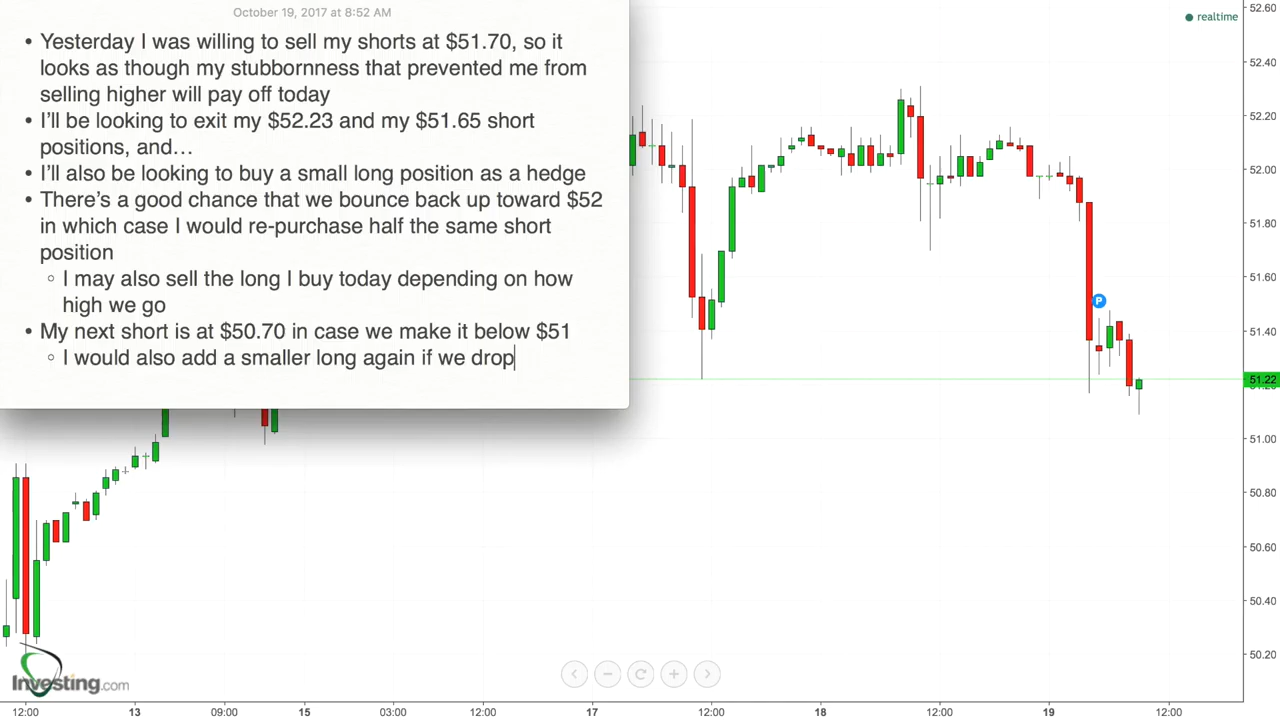 October 19, 2017 at 8:52 AM
• Yesterday I was willing to sell my shorts at $51.70, so it
looks as though my stubbornness that prevented me from
selling higher will pay off today
• I’ll be looking to exit my $52.23 and my $51.65 short
positions, and…
• I’ll also be looking to buy a small long position as a hedge
• There’s a good chance that we bounce back up toward $52
in which case I would re-purchase half the same short
position
◦ I may also sell the long I buy today depending on how
high we go
• My next short is at $50.70 in case we make it below $51
◦ I would also add a smaller long again if we drop
realtime
52.60
52.40
52.20
52.00
51.80
51.60
51.40
51.22
51.00
50.80
50.60
50.40
50.20
P
Investing.com
12:00 13 09:00 15 03:00 12:00 17 12:00 18 12:00 19 12:00